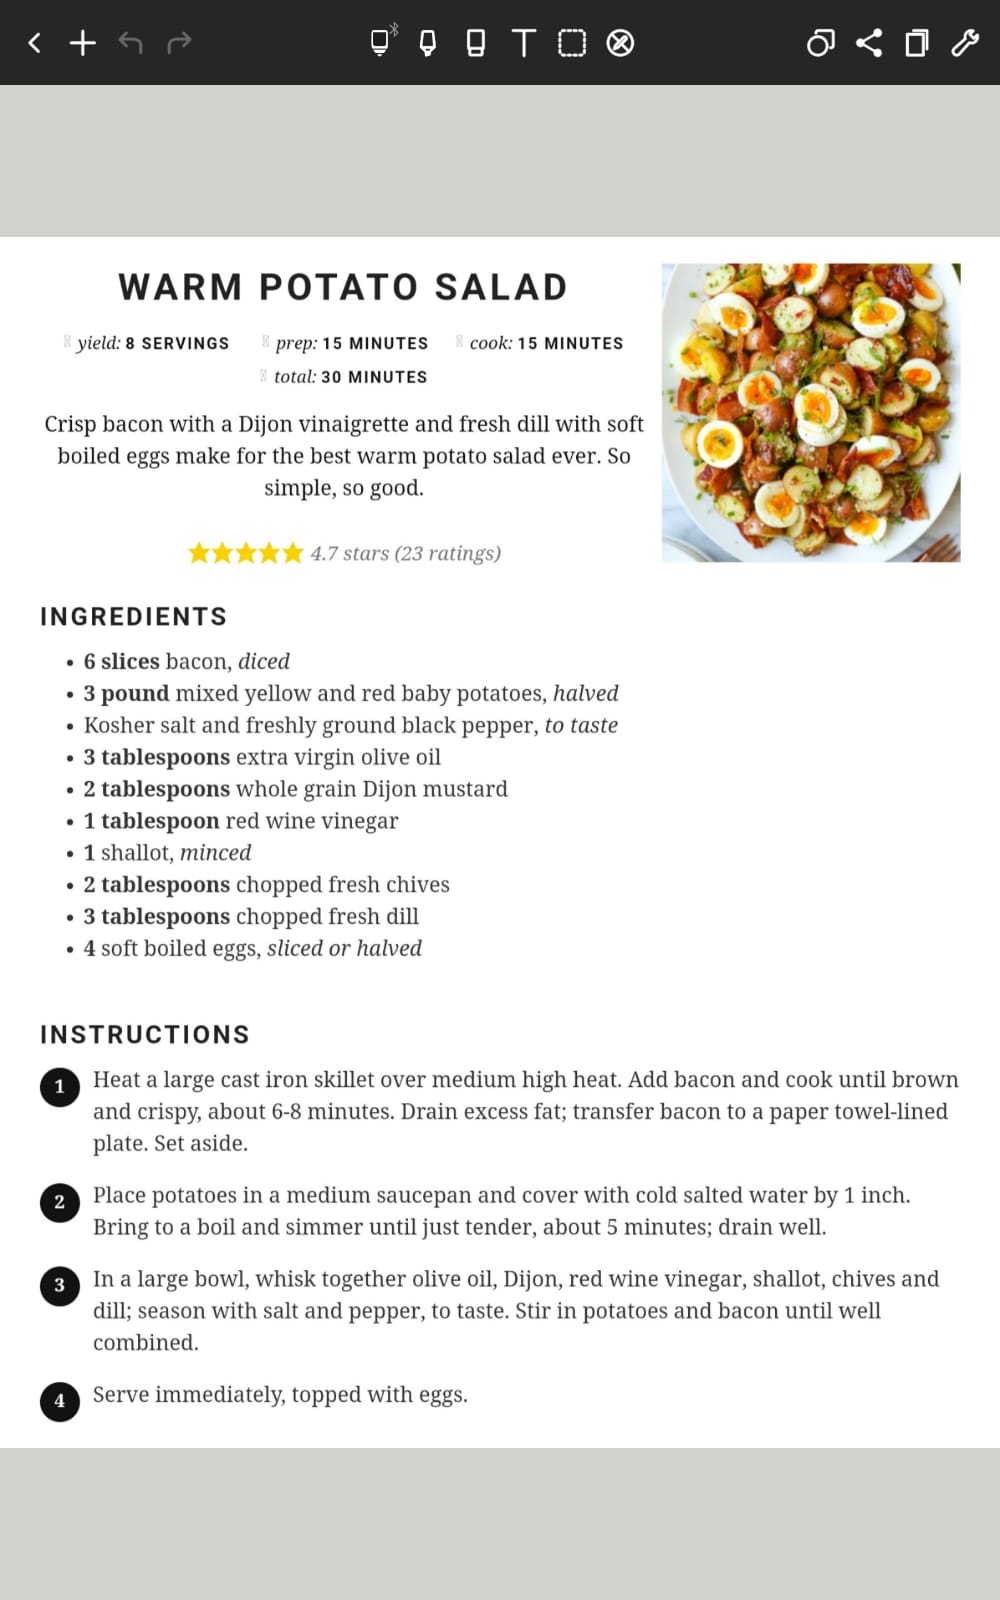 WARM POTATO SALAD
yield: 8 SERVINGS prep: 15 MINUTES cook: 15 MINUTES
total: 30 MINUTES
Crisp bacon with a Dijon vinaigrette and fresh dill with soft
boiled eggs make for the best warm potato salad ever. So
simple, so good.
4.7 stars (23 ratings)
INGREDIENTS
• 6 slices bacon, diced
• 3 pound mixed yellow and red baby potatoes, halved
• Kosher salt and freshly ground black pepper, to taste
• 3 tablespoons extra virgin olive oil
• 2 tablespoons whole grain Dijon mustard
• 1 tablespoon red wine vinegar
• 1 shallot, minced
• 2 tablespoons chopped fresh chives
• 3 tablespoons chopped fresh dill
• 4 soft boiled eggs, sliced or halved
INSTRUCTIONS
1 Heat a large cast iron skillet over medium high heat. Add bacon and cook until brown
and crispy, about 6-8 minutes. Drain excess fat; transfer bacon to a paper towel-lined
plate. Set aside.
2 Place potatoes in a medium saucepan and cover with cold salted water by 1 inch.
Bring to a boil and simmer until just tender, about 5 minutes; drain well.
3 In a large bowl, whisk together olive oil, Dijon, red wine vinegar, shallot, chives and
dill; season with salt and pepper, to taste. Stir in potatoes and bacon until well
combined.
4 Serve immediately, topped with eggs.